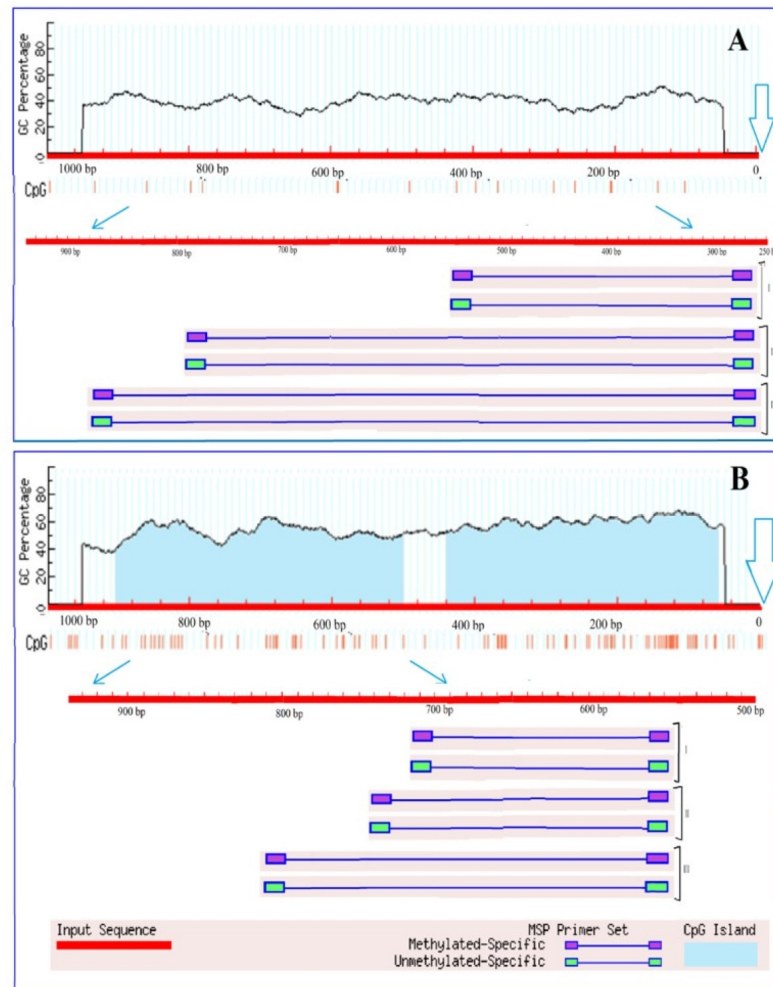 A
GC Percentage
0 20 40 60 80
1000 bp 800 bp 600 bp 400 bp 200 bp 0
CpG
900 bp 800 bp 700 bp 600 bp 500 bp 400 bp 300 bp 250
I
B
GC Percentage
0 20 40 60 80
1000 bp 800 bp 600 bp 400 bp 200 bp 0
CpG
900 bp 800 bp 700 bp 600 bp 500 bp
I
II
III
Input Sequence MSP Primer Set CpG Island
Methylated-Specific
Unmethylated-Specific